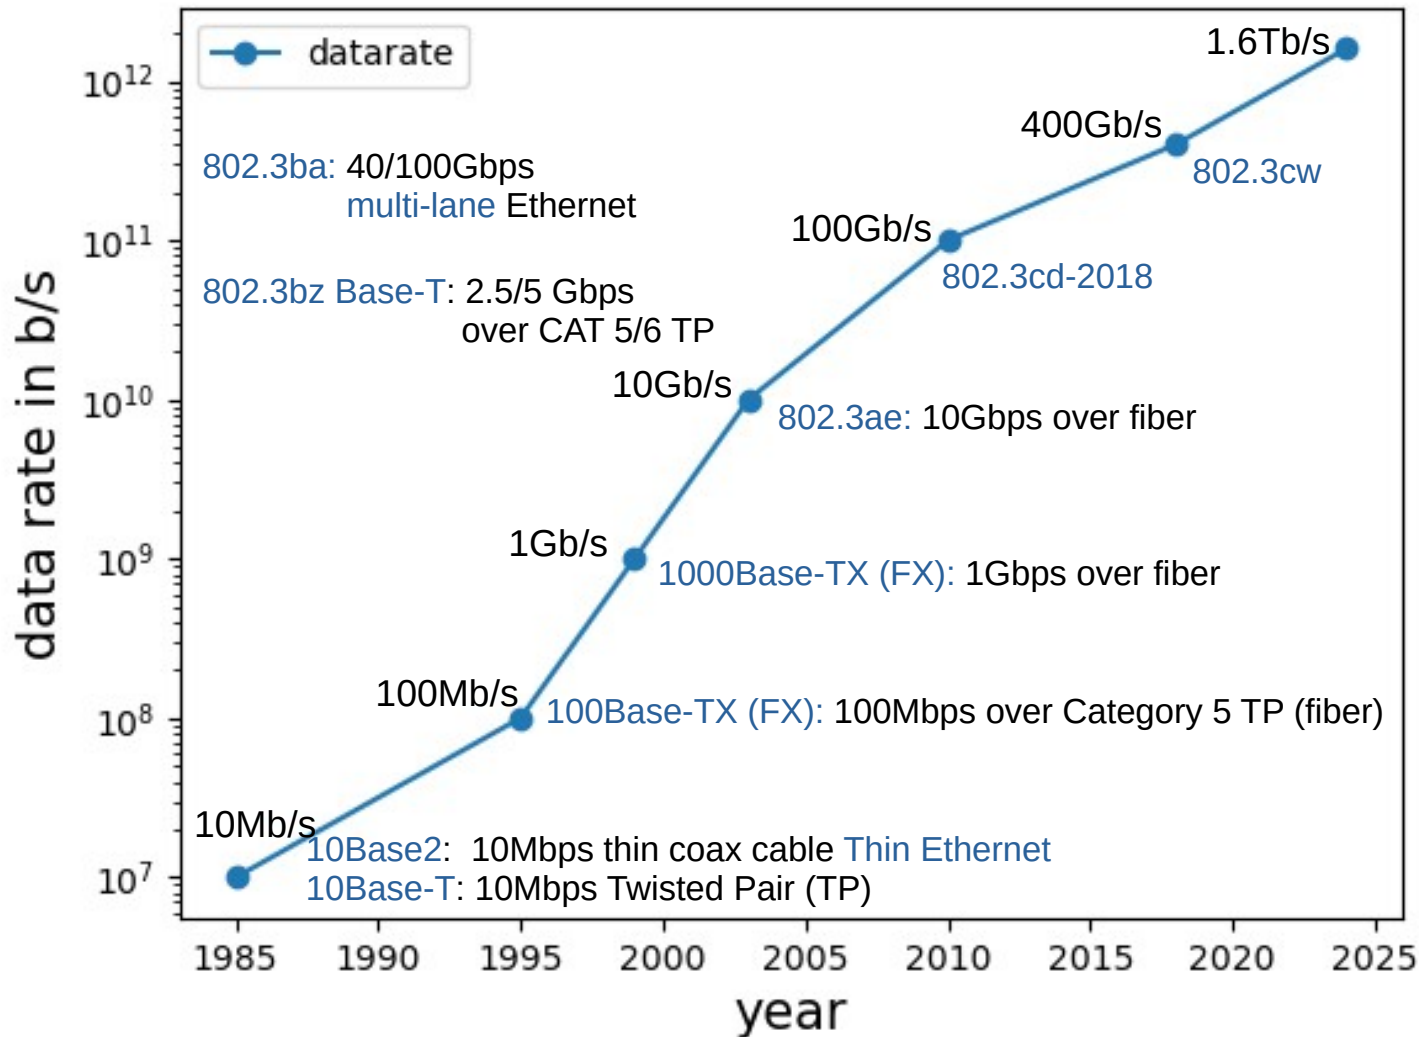 datarate
1.6Tb/s
10^12
400Gb/s
802.3cw
802.3ba: 40/100Gbps
multi-lane Ethernet
100Gb/s
10^11
802.3cd-2018
802.3bz Base-T: 2.5/5 Gbps
over CAT 5/6 TP
10Gb/s
10^10
802.3ae: 10Gbps over fiber
data rate in b/s
1Gb/s
10^9
1000Base-TX (FX): 1Gbps over fiber
100Mb/s
10^8
100Base-TX (FX): 100Mbps over Category 5 TP (fiber)
10Mb/s
10Base2: 10Mbps thin coax cable Thin Ethernet
10^7
10Base-T: 10Mbps Twisted Pair (TP)
1985 1990 1995 2000 2005 2010 2015 2020 2025
year